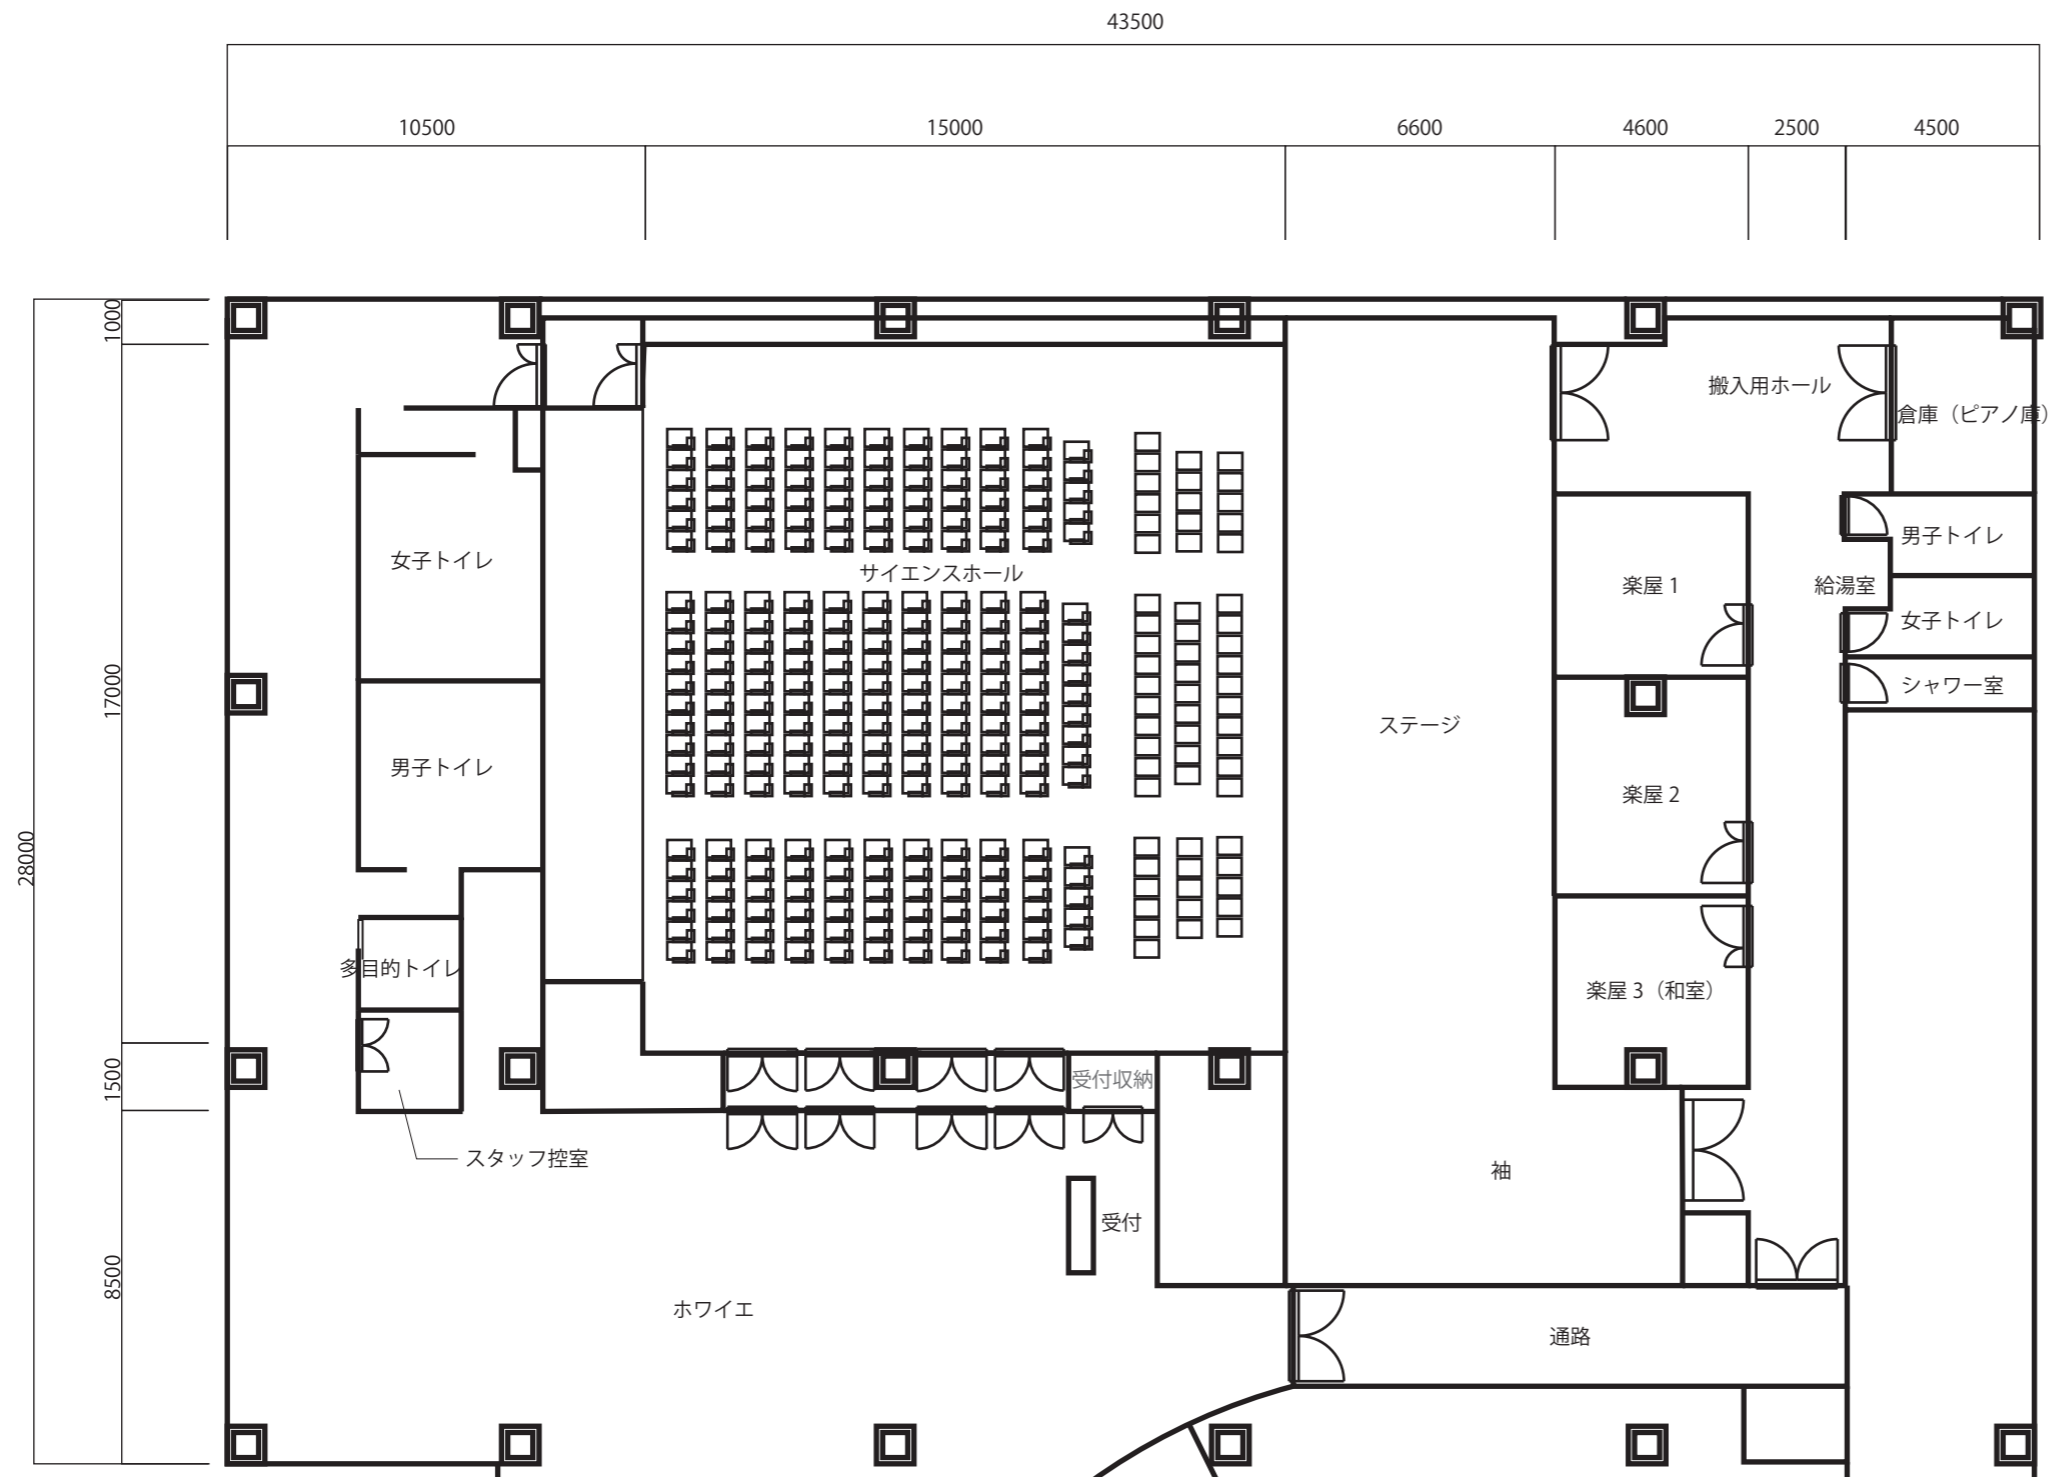 43500
10500
15000
6600
4600
2500
4500
1000
17000
28000
1500
8500
搬入用ホール
倉庫（ピアノ庫）
男子トイレ
女子トイレ
サイエンスホール
楽屋 1
給湯室
女子トイレ
シャワー室
ステージ
男子トイレ
楽屋 2
多目的トイレ
楽屋 3（和室）
受付収納
スタッフ控室
袖
受付
ホワイエ
通路